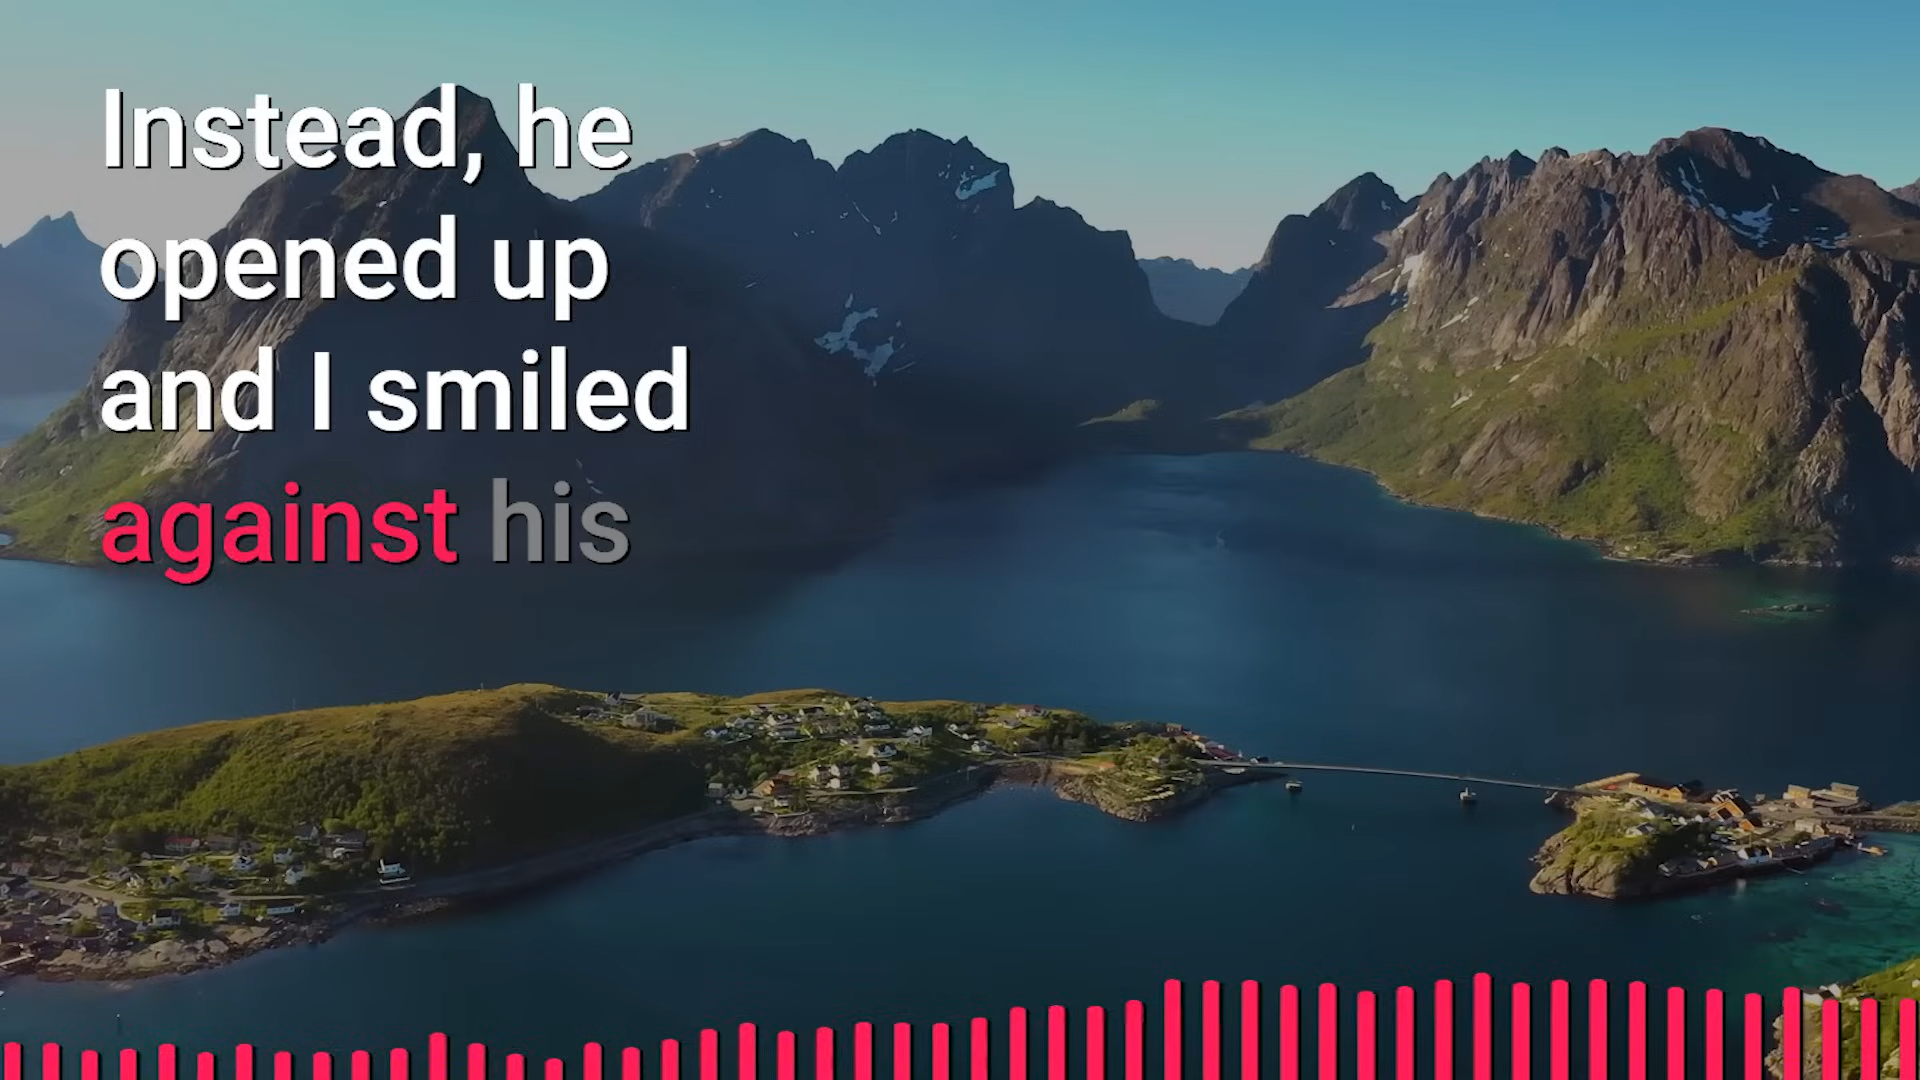 Instead, he
opened up
and I smiled
against his